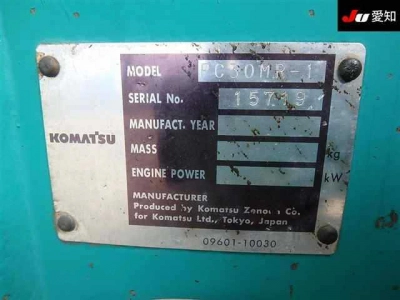 Ju 愛知
MODEL PC30MR-1
SERIAL No. 15719
MANUFACT. YEAR
KOMATSU
MASS kg
ENGINE POWER kW
MANUFACTURER
Produced by Komatsu Zenoah Co.
for Komatsu Ltd., Tokyo, Japan
09601-10030